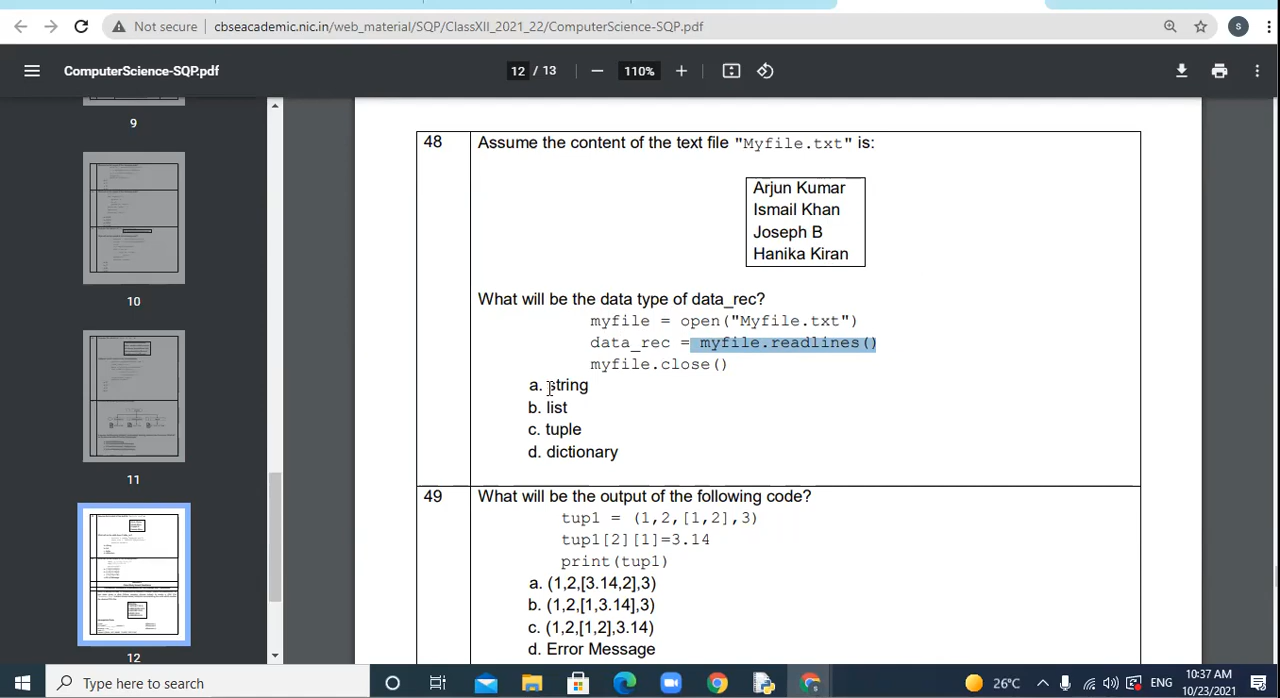 Not secure | cbseacademic.nic.in/web_material/SQP/ClassXII_2021_22/ComputerScience-SQP.pdf
S
ComputerScience-SQP.pdf
12 / 13
110%
9
10
11
12
48
Assume the content of the text file "Myfile.txt" is:
Arjun Kumar
Ismail Khan
Joseph B
Hanika Kiran
What will be the data type of data_rec?
myfile = open("Myfile.txt")
data_rec = myfile.readlines()
myfile.close()
a. string
b. list
c. tuple
d. dictionary
49
What will be the output of the following code?
tup1 = (1,2,[1,2],3)
tup1[2][1]=3.14
print(tup1)
a. (1,2,[3.14,2],3)
b. (1,2,[1,3.14],3)
c. (1,2,[1,2],3.14)
d. Error Message
Type here to search
26°C
ENG
10:37 AM
10/23/2021